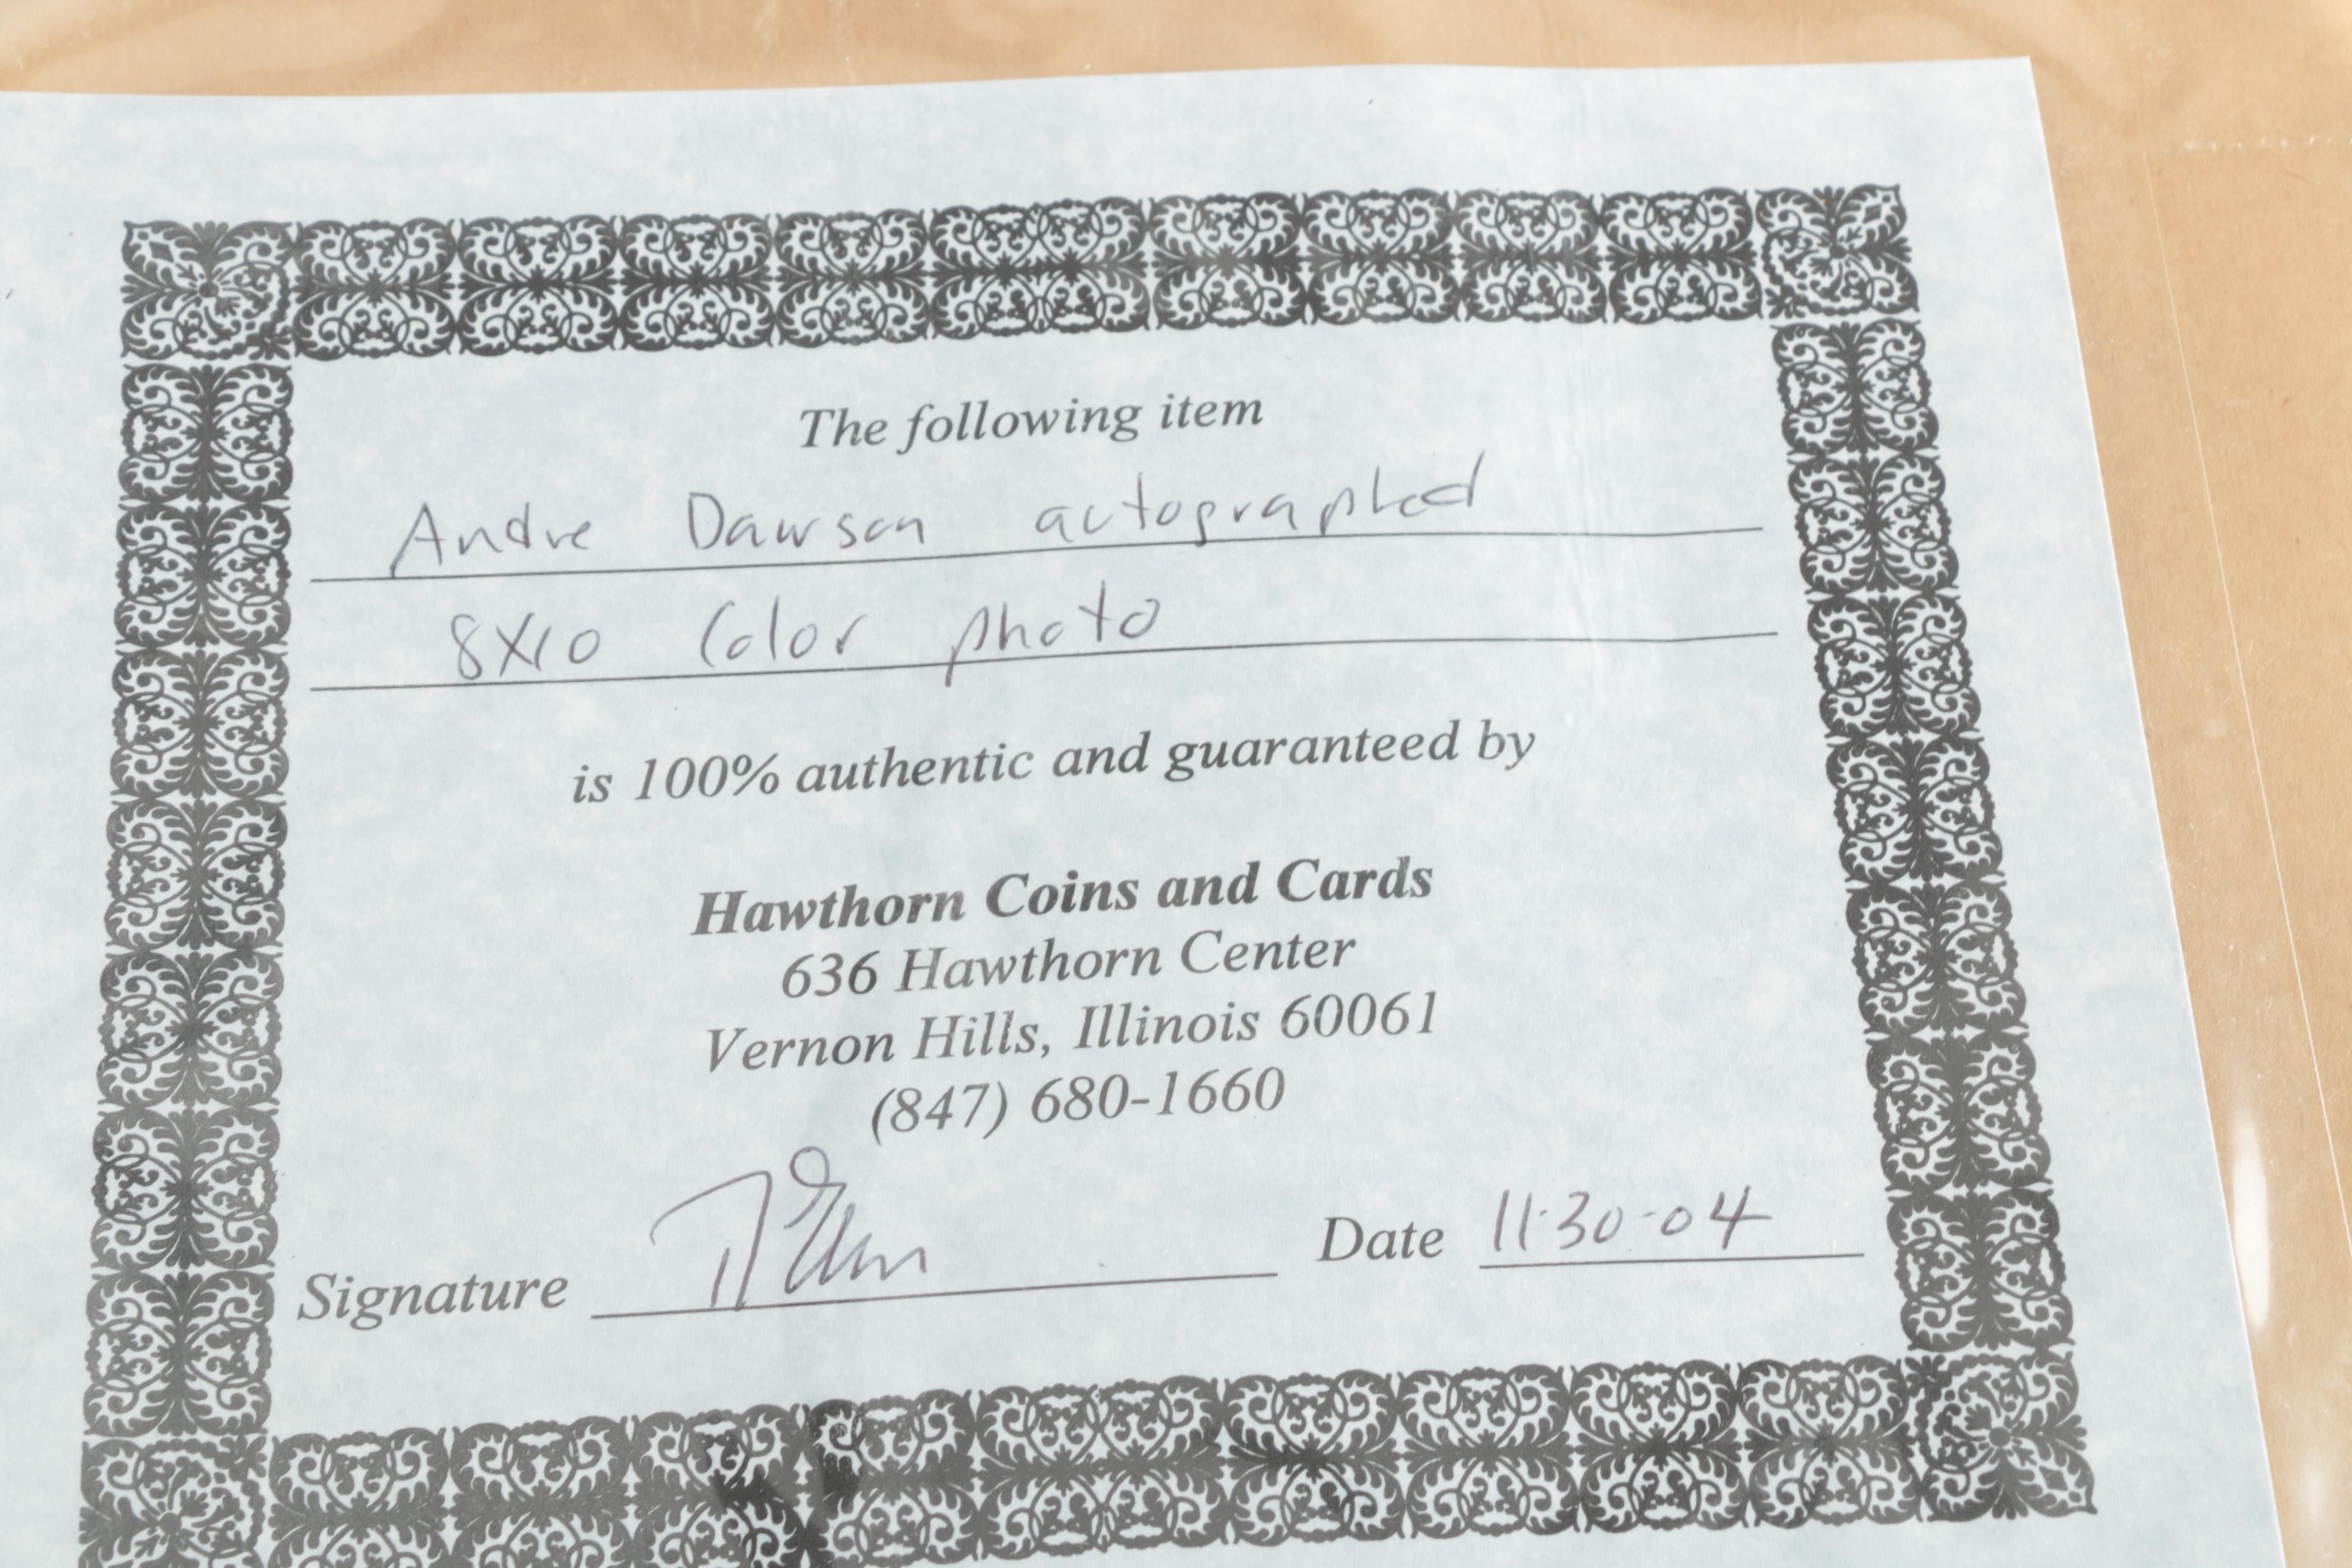 The following item
Andre Dawson autographed
8X10 Color photo
is 100% authentic and guaranteed by
Hawthorn Coins and Cards
636 Hawthorn Center
Vernon Hills, Illinois 60061
(847) 680-1660
Signature Date 11-30-04